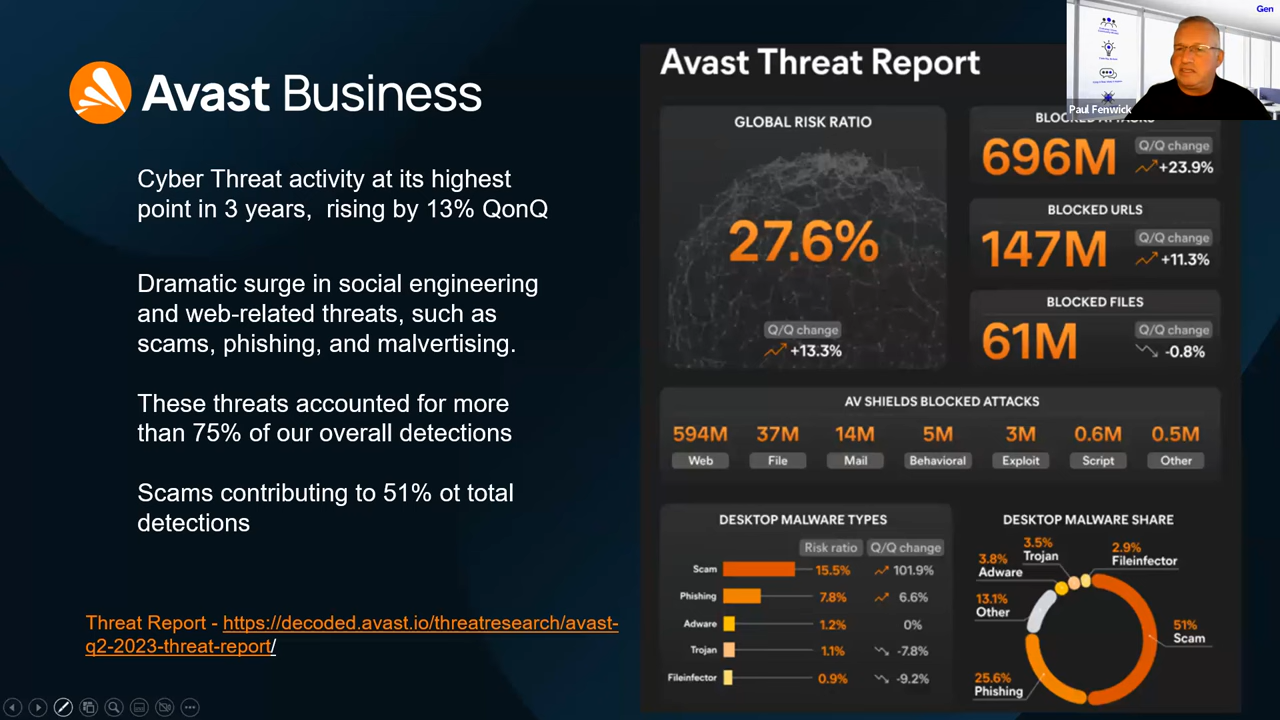 Avast Business
Cyber Threat activity at its highest
point in 3 years, rising by 13% QonQ
Dramatic surge in social engineering
and web-related threats, such as
scams, phishing, and malvertising.
These threats accounted for more
than 75% of our overall detections
Scams contributing to 51% ot total
detections
Threat Report - https://decoded.avast.io/threatresearch/avast-
q2-2023-threat-report/
Avast Threat Report
GLOBAL RISK RATIO
27.6%
Q/Q change
+13.3%
BLOCKED ATTACKS
696M
Q/Q change
+23.9%
BLOCKED URLS
147M
Q/Q change
+11.3%
BLOCKED FILES
61M
Q/Q change
-0.8%
AV SHIELDS BLOCKED ATTACKS
594M 37M 14M 5M 3M 0.6M 0.5M
Web File Mail Behavioral Exploit Script Other
DESKTOP MALWARE TYPES
Risk ratio Q/Q change
Scam 15.5% 101.9%
Phishing 7.8% 6.6%
Adware 1.2% 0%
Trojan 1.1% -7.8%
Fileinfector 0.9% -9.2%
DESKTOP MALWARE SHARE
3.5%
Trojan
2.9%
Fileinfector
3.8%
Adware
13.1%
Other
51%
Scam
25.6%
Phishing
Gen
Paul Fenwick